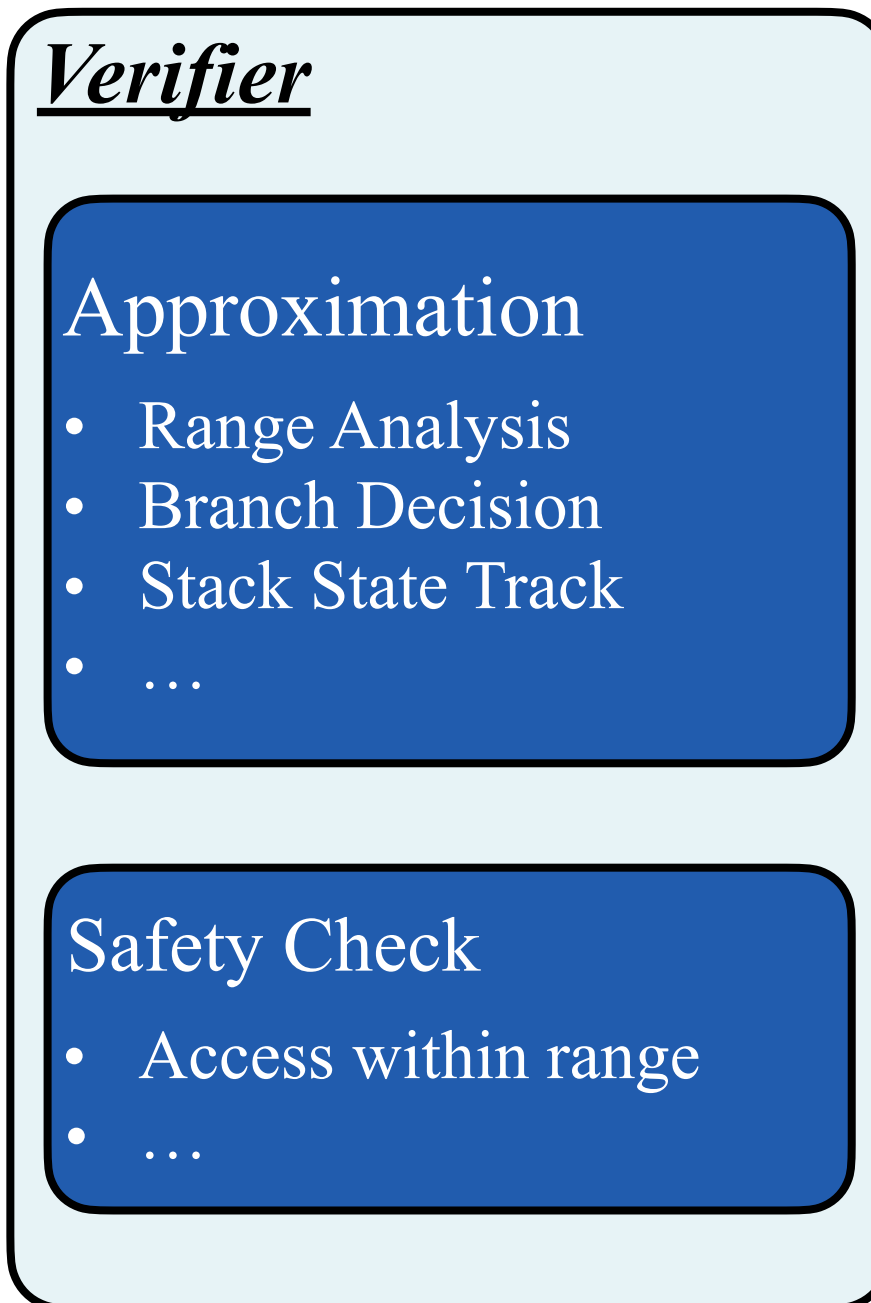 Verifier
Approximation
• Range Analysis
• Branch Decision
• Stack State Track
• …
Safety Check
• Access within range
• …